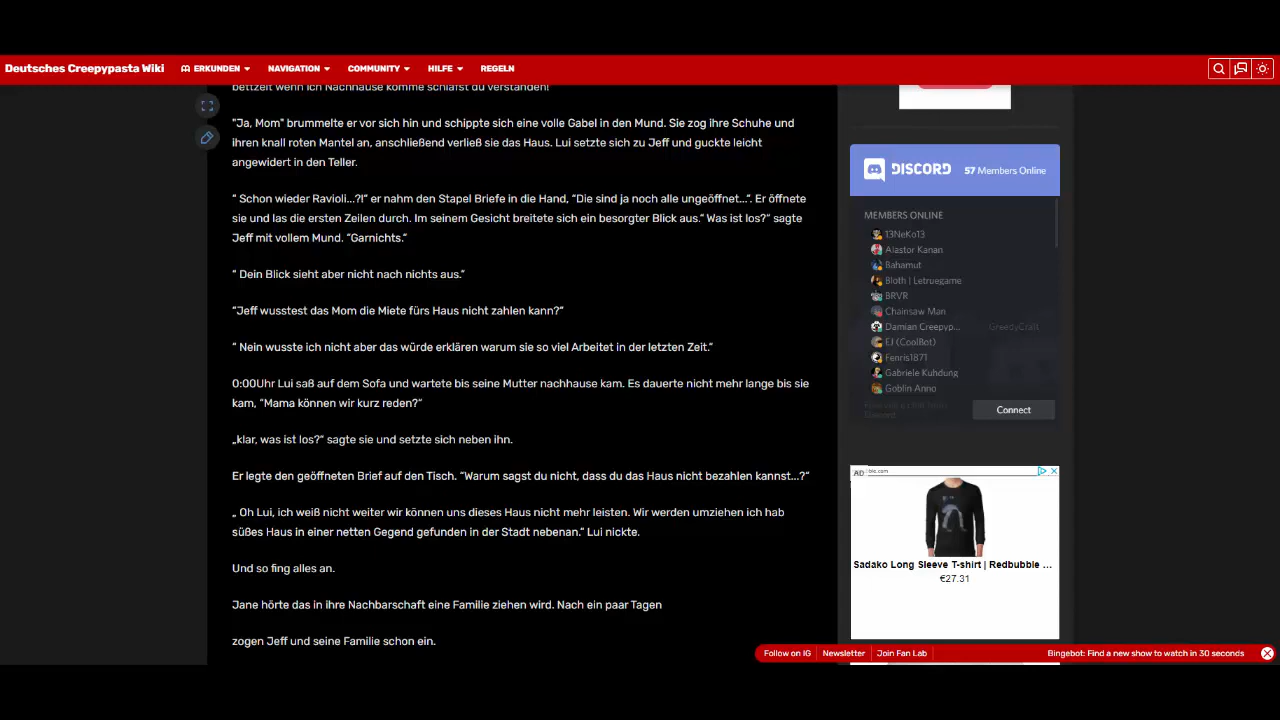 Deutsches Creepypasta Wiki
ERKUNDEN
NAVIGATION
COMMUNITY
HILFE
REGELN
bettzeit wenn ich Nachhause komme schläfst du verstanden!
"Ja, Mom" brummelte er vor sich hin und schippte sich eine volle Gabel in den Mund. Sie zog ihre Schuhe und
ihren knall roten Mantel an, anschließend verließ sie das Haus. Lui setzte sich zu Jeff und guckte leicht
angewidert in den Teller.
“ Schon wieder Ravioli...?!” er nahm den Stapel Briefe in die Hand, “Die sind ja noch alle ungeöffnet...”. Er öffnete
sie und las die ersten Zeilen durch. Im seinem Gesicht breitete sich ein besorgter Blick aus.“ Was ist los?” sagte
Jeff mit vollem Mund. “Garnichts.”
“ Dein Blick sieht aber nicht nach nichts aus.”
“Jeff wusstest das Mom die Miete fürs Haus nicht zahlen kann?”
“ Nein wusste ich nicht aber das würde erklären warum sie so viel Arbeitet in der letzten Zeit.”
0:00Uhr Lui saß auf dem Sofa und wartete bis seine Mutter nachhause kam. Es dauerte nicht mehr lange bis sie
kam, “Mama können wir kurz reden?”
„klar, was ist los?” sagte sie und setzte sich neben ihn.
Er legte den geöffneten Brief auf den Tisch. “Warum sagst du nicht, dass du das Haus nicht bezahlen kannst...?”
„ Oh Lui, ich weiß nicht weiter wir können uns dieses Haus nicht mehr leisten. Wir werden umziehen ich hab
süßes Haus in einer netten Gegend gefunden in der Stadt nebenan.” Lui nickte.
Und so fing alles an.
Jane hörte das in ihre Nachbarschaft eine Familie ziehen wird. Nach ein paar Tagen
zogen Jeff und seine Familie schon ein.
DISCORD
57 Members Online
MEMBERS ONLINE
13NeKo13
Alastor Kanan
Bahamut
Bloth | Letruegame
BRVR
Chainsaw Man
Damian Creepyp...
GreedyCraft
EJ (CoolBot)
Fenris1871
Gabriele Kuhdung
Goblin Anno
Connect
AD
Sadako Long Sleeve T-shirt | Redbubble ...
€27.31
Follow on IG
Newsletter
Join Fan Lab
Bingebot: Find a new show to watch in 30 seconds